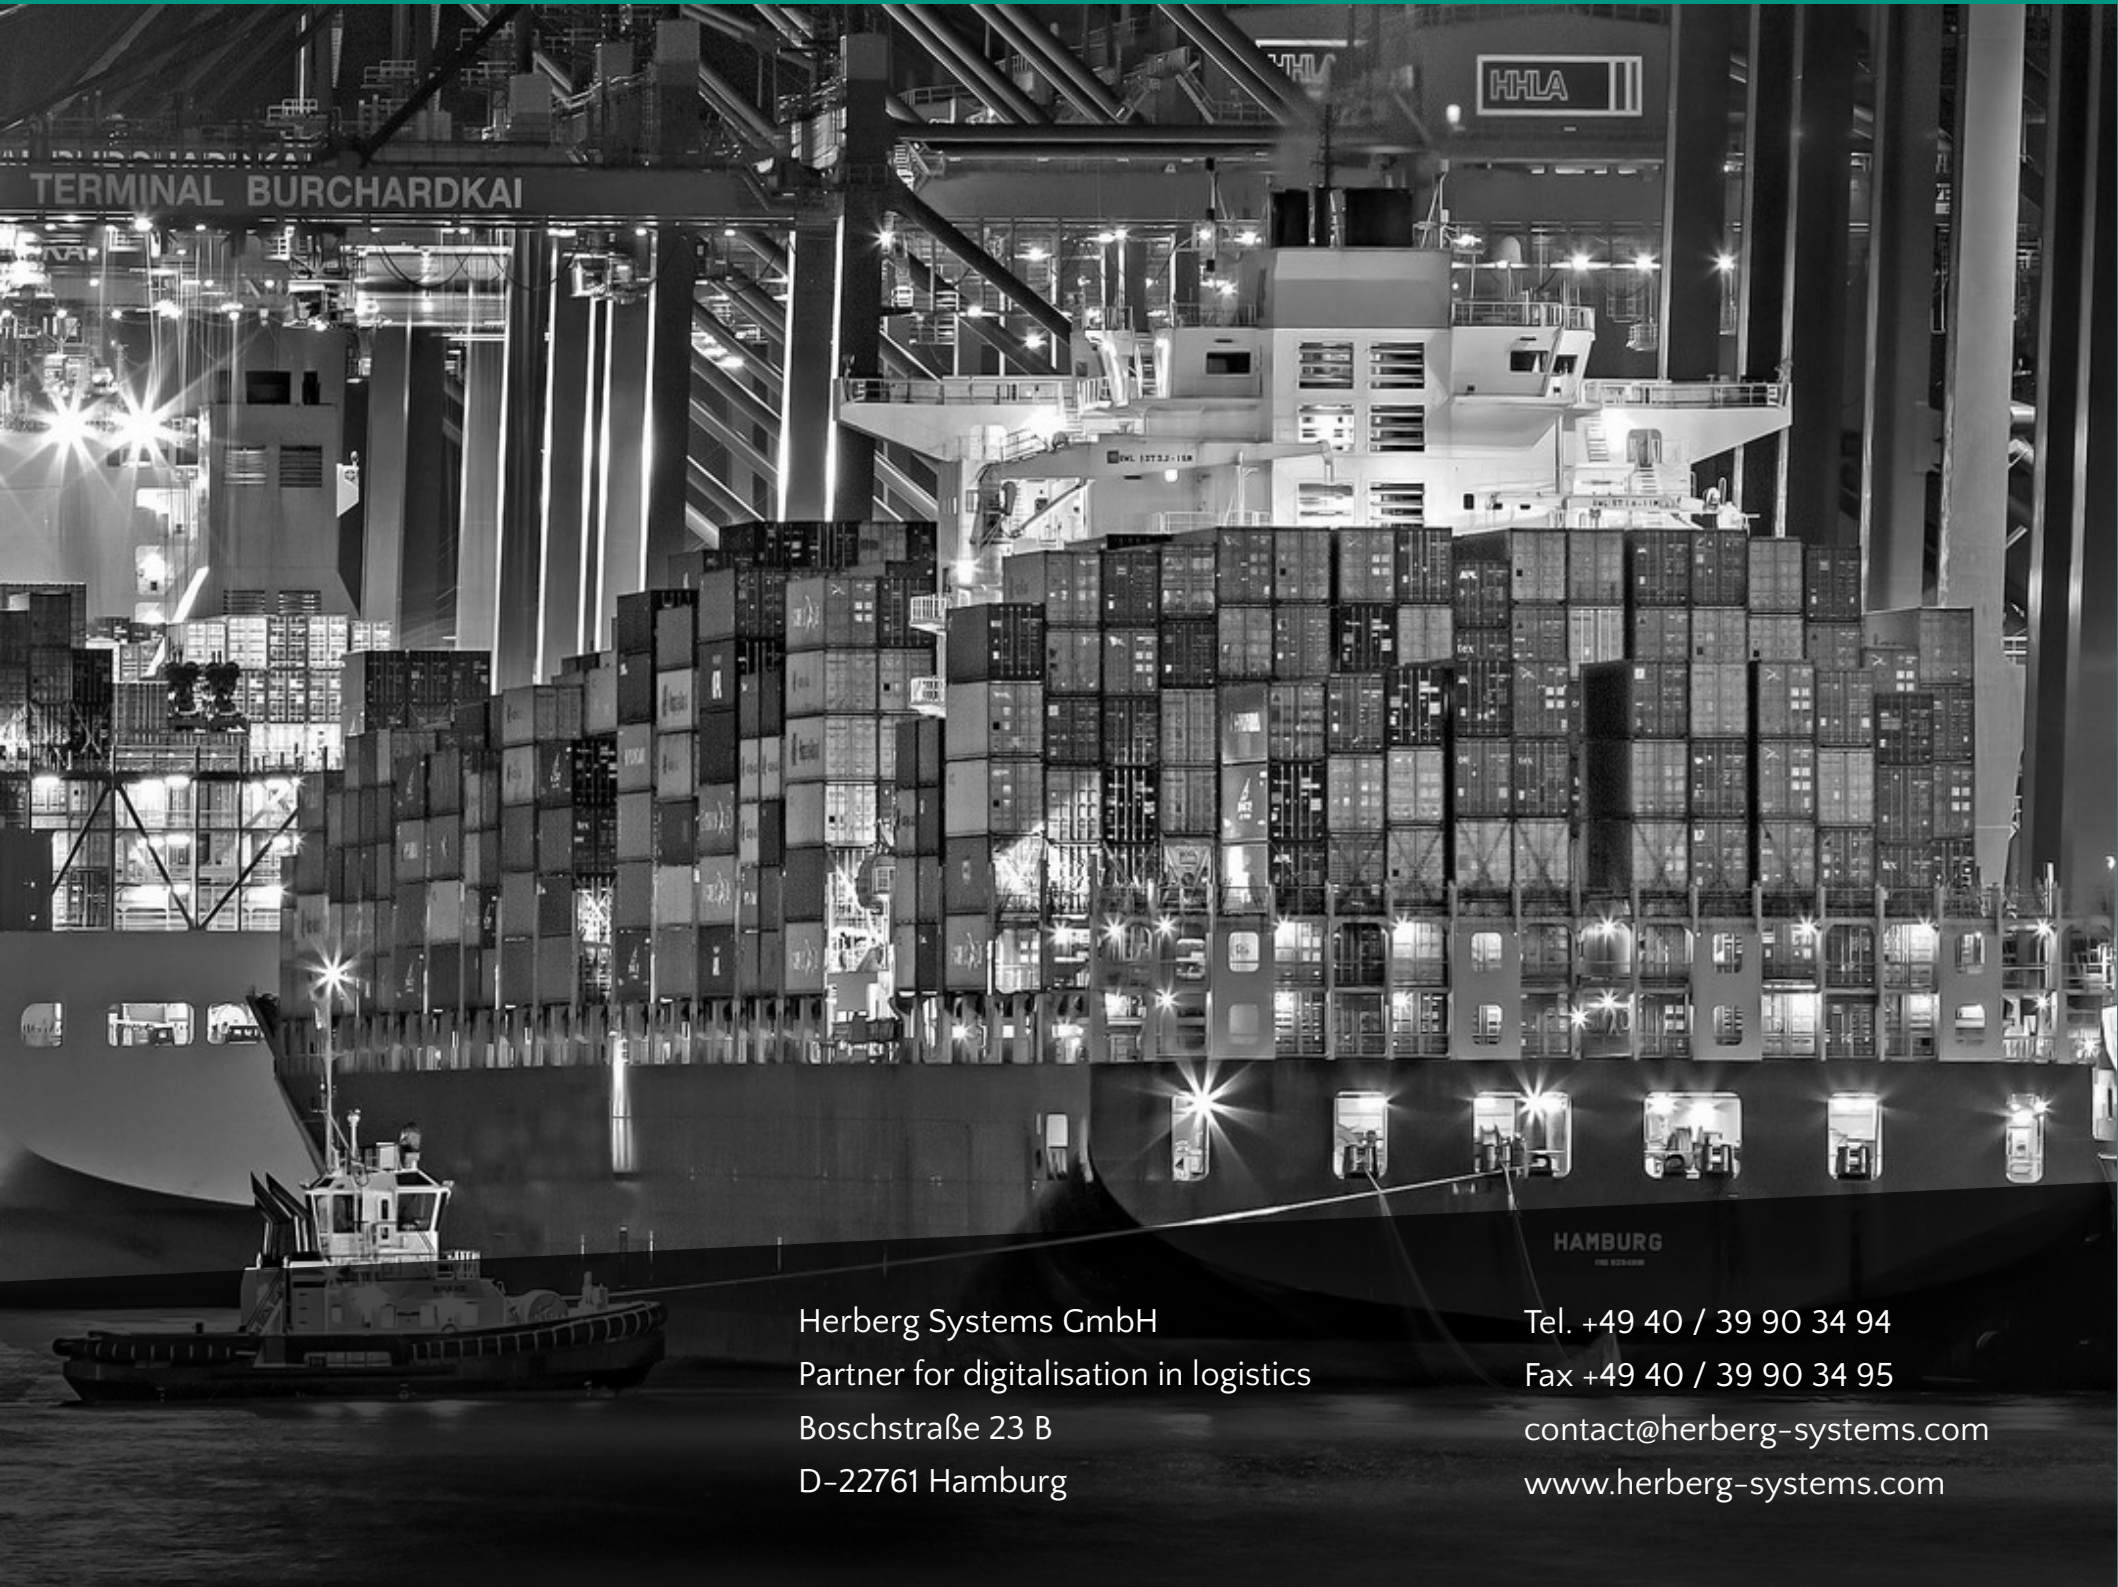 HHLA
TERMINAL BURCHARDKAI
HAMBURG
Herberg Systems GmbH
Partner for digitalisation in logistics
Boschstraße 23 B
D-22761 Hamburg
Tel. +49 40 / 39 90 34 94
Fax +49 40 / 39 90 34 95
contact@herberg-systems.com
www.herberg-systems.com